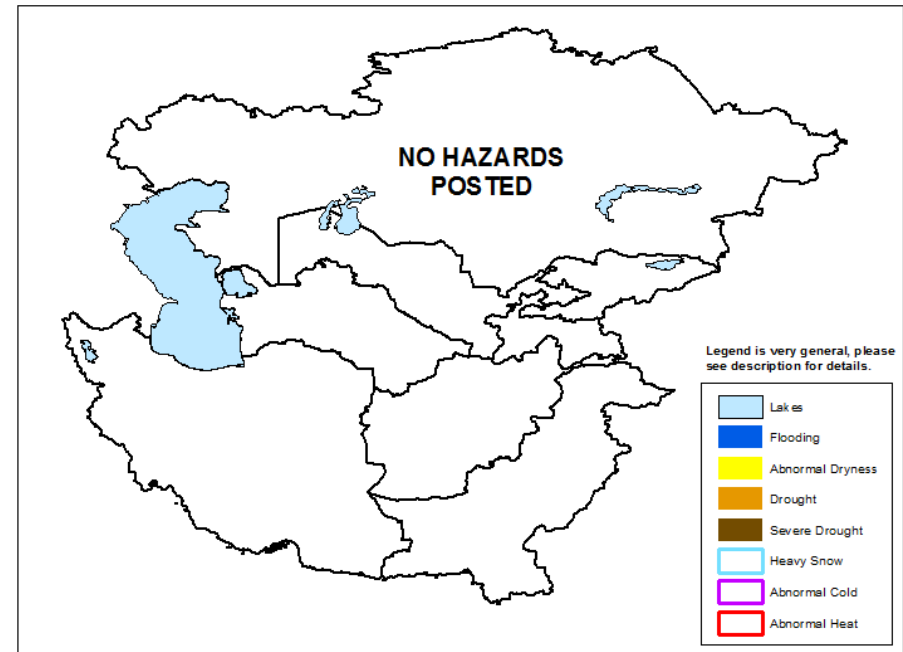 NO HAZARDS
POSTED
Legend is very general, please
see description for details.
Lakes
Flooding
Abnormal Dryness
Drought
Severe Drought
Heavy Snow
Abnormal Cold
Abnormal Heat